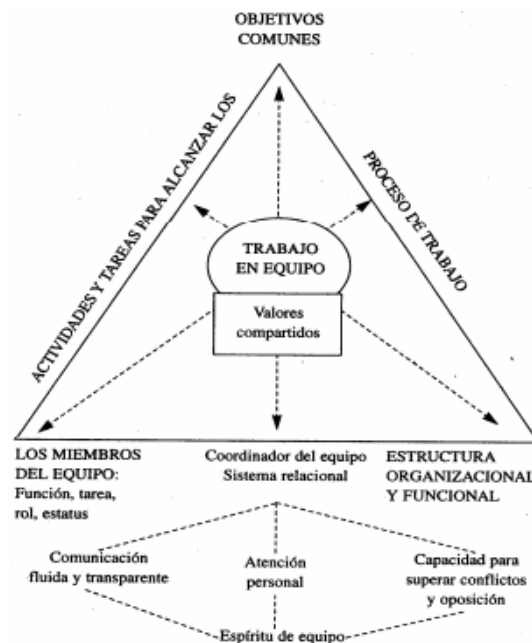 OBJETIVOS
COMUNES
ACTIVIDADES Y TAREAS PARA ALCANZAR LOS
PROCESO DE TRABAJO
TRABAJO
EN EQUIPO
Valores
compartidos
LOS MIEMBROS
DEL EQUIPO:
Función, tarea,
rol, estatus
Coordinador del equipo
Sistema relacional
ESTRUCTURA
ORGANIZACIONAL
Y FUNCIONAL
Comunicación
fluida y transparente
Atención
personal
Capacidad para
superar conflictos
y oposición
Espíritu de equipo